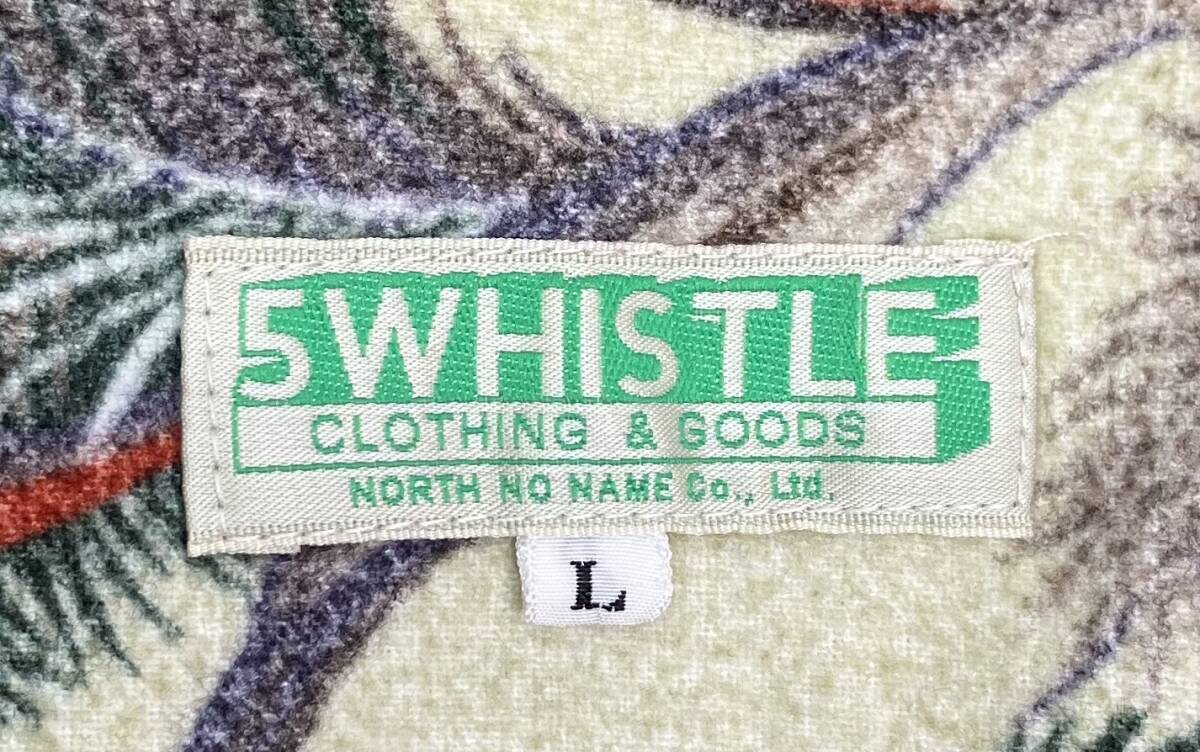 5WHISTLE
CLOTHING & GOODS
NORTH NO NAME Co., Ltd.
L